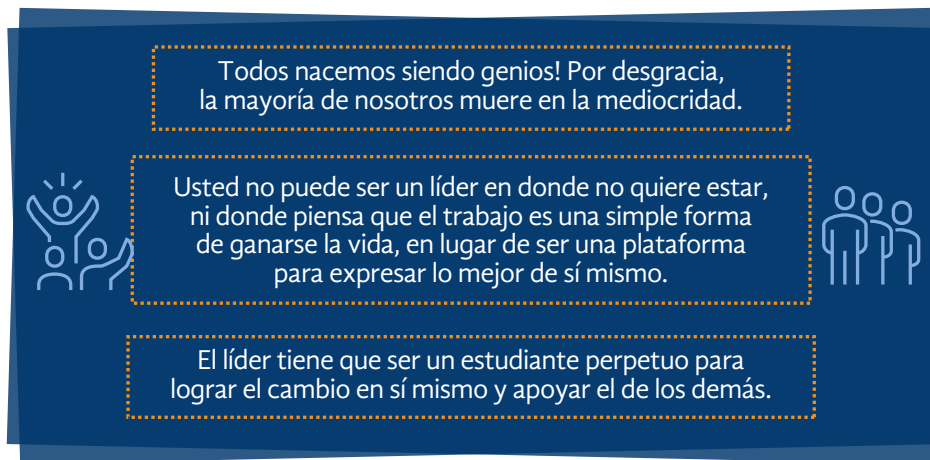 Todos nacemos siendo genios! Por desgracia,
la mayoría de nosotros muere en la mediocridad.
Usted no puede ser un líder en donde no quiere estar,
ni donde piensa que el trabajo es una simple forma
de ganarse la vida, en lugar de ser una plataforma
para expresar lo mejor de sí mismo.
El líder tiene que ser un estudiante perpetuo para
lograr el cambio en sí mismo y apoyar el de los demás.